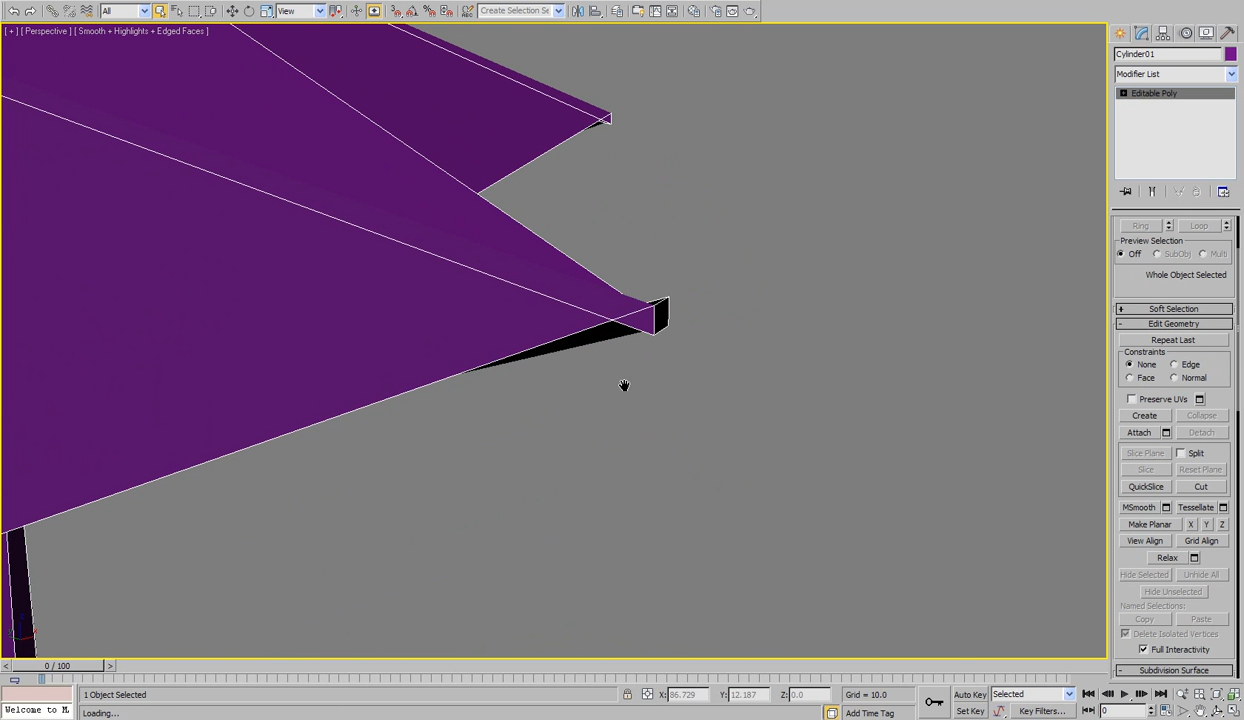 All
View
Create Selection Se
[ + ] [ Perspective ] [ Smooth + Highlights + Edged Faces ]
Cylinder01
Modifier List
Editable Poly
Ring
Loop
Preview Selection
Off
SubObj
Multi
Whole Object Selected
+ Soft Selection
- Edit Geometry
Repeat Last
Constraints
None
Edge
Face
Normal
Preserve UVs
Create
Collapse
Attach
Detach
Slice Plane
Split
Slice
Reset Plane
QuickSlice
Cut
MSmooth
Tessellate
Make Planar
X
Y
Z
View Align
Grid Align
Relax
Hide Selected
Unhide All
Hide Unselected
Named Selections:
Copy
Paste
Delete Isolated Vertices
Full Interactivity
- Subdivision Surface
< 0 / 100 >
1 Object Selected
X: 86.729
Y: 12.187
Z: 0.0
Grid = 10.0
Auto Key
Selected
Welcome to M
Loading...
Add Time Tag
Set Key
Key Filters...
0